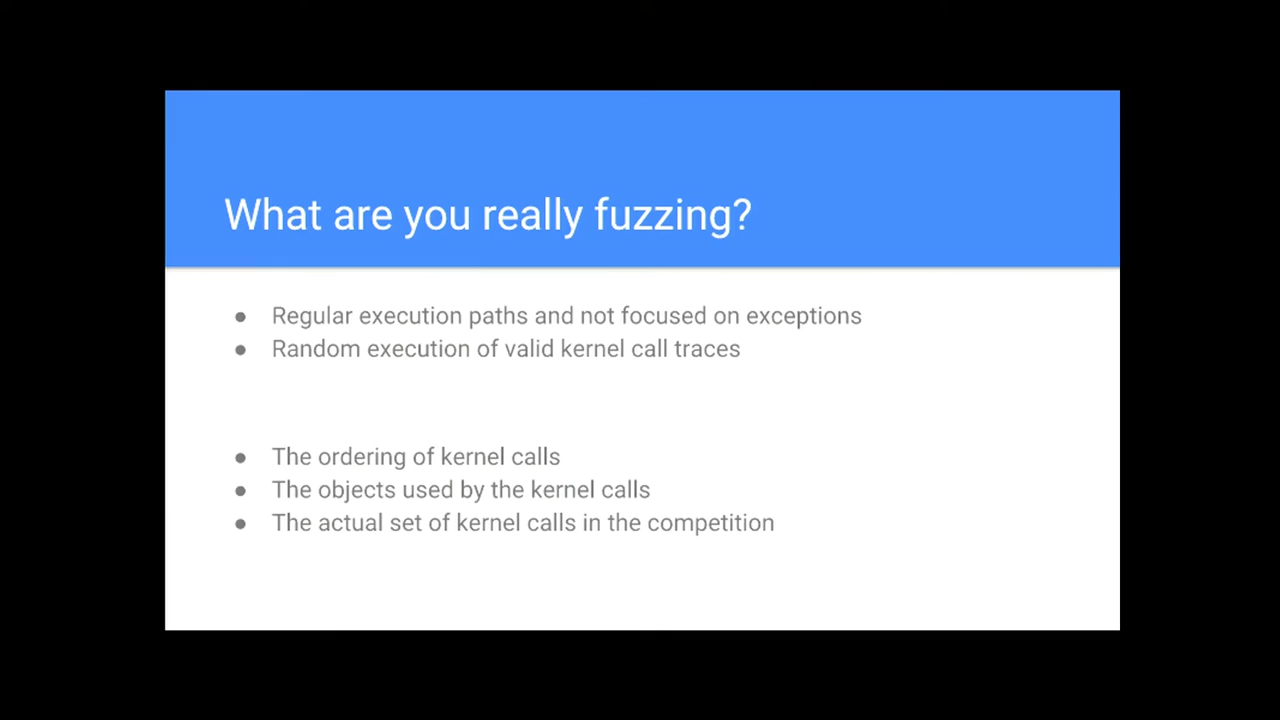 What are you really fuzzing?
● Regular execution paths and not focused on exceptions
● Random execution of valid kernel call traces
● The ordering of kernel calls
● The objects used by the kernel calls
● The actual set of kernel calls in the competition